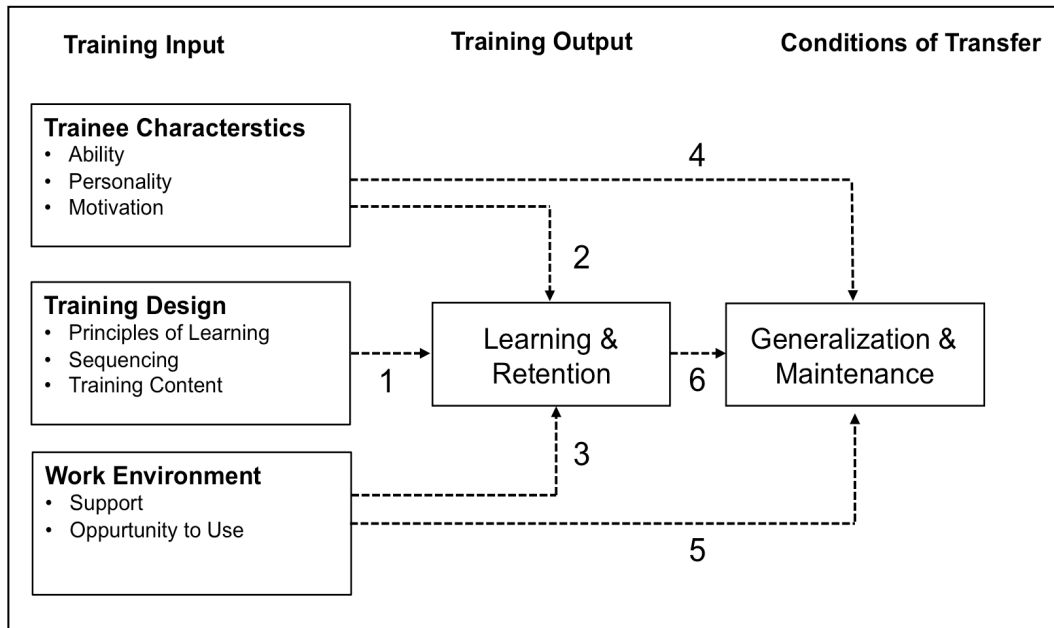 Training Input
Training Output
Conditions of Transfer
Trainee Characterstics
• Ability
• Personality
• Motivation
4
2
Training Design
• Principles of Learning
• Sequencing
• Training Content
1
Learning &
Retention
6
Generalization &
Maintenance
3
Work Environment
• Support
• Oppurtunity to Use
5